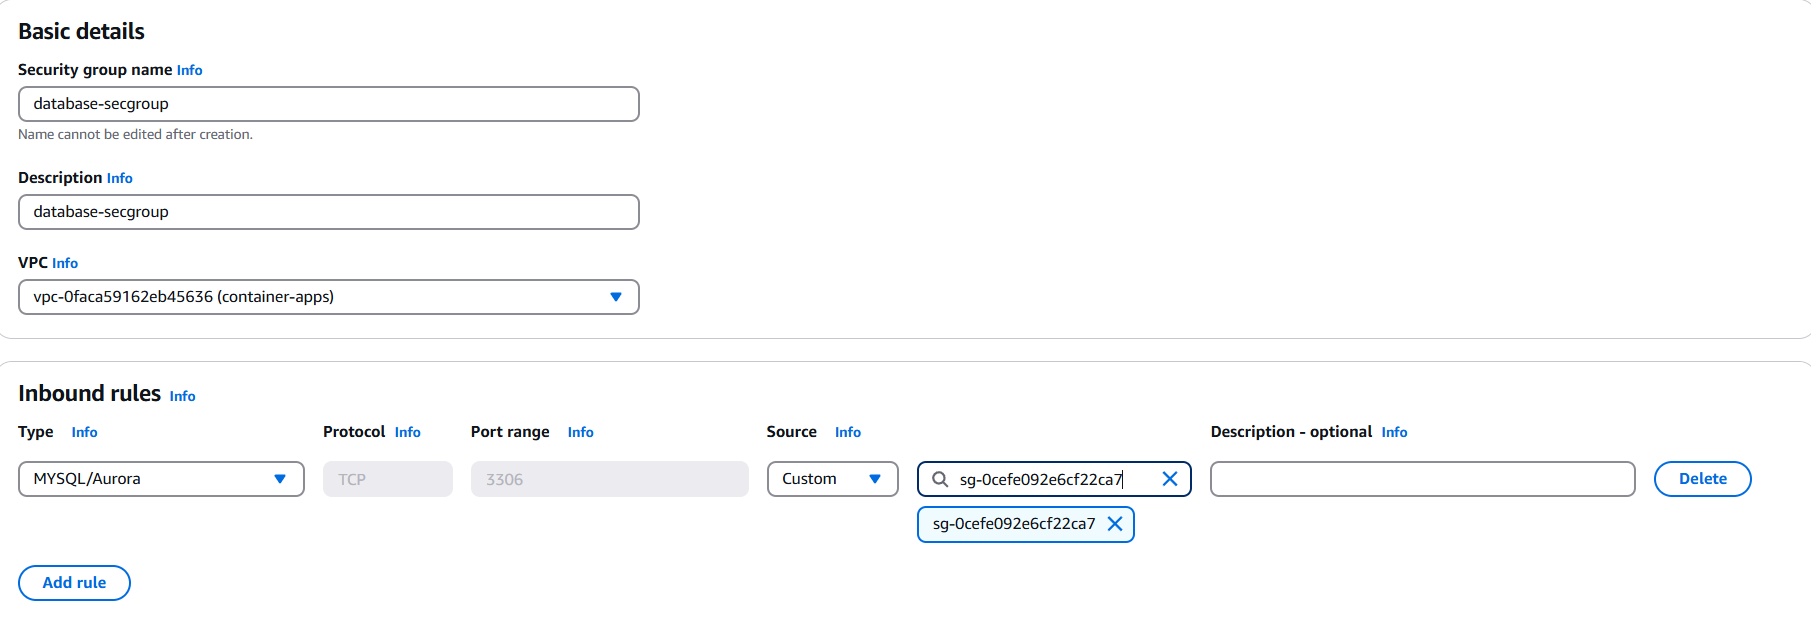 Basic details
Security group name Info
database-secgroup
Name cannot be edited after creation.
Description Info
database-secgroup
VPC Info
vpc-0faca59162eb45636 (container-apps)
Inbound rules Info
Type Info Protocol Info Port range Info Source Info Description - optional Info
MYSQL/Aurora TCP 3306 Custom sg-0cefe092e6cf22ca7 Delete
sg-0cefe092e6cf22ca7
Add rule